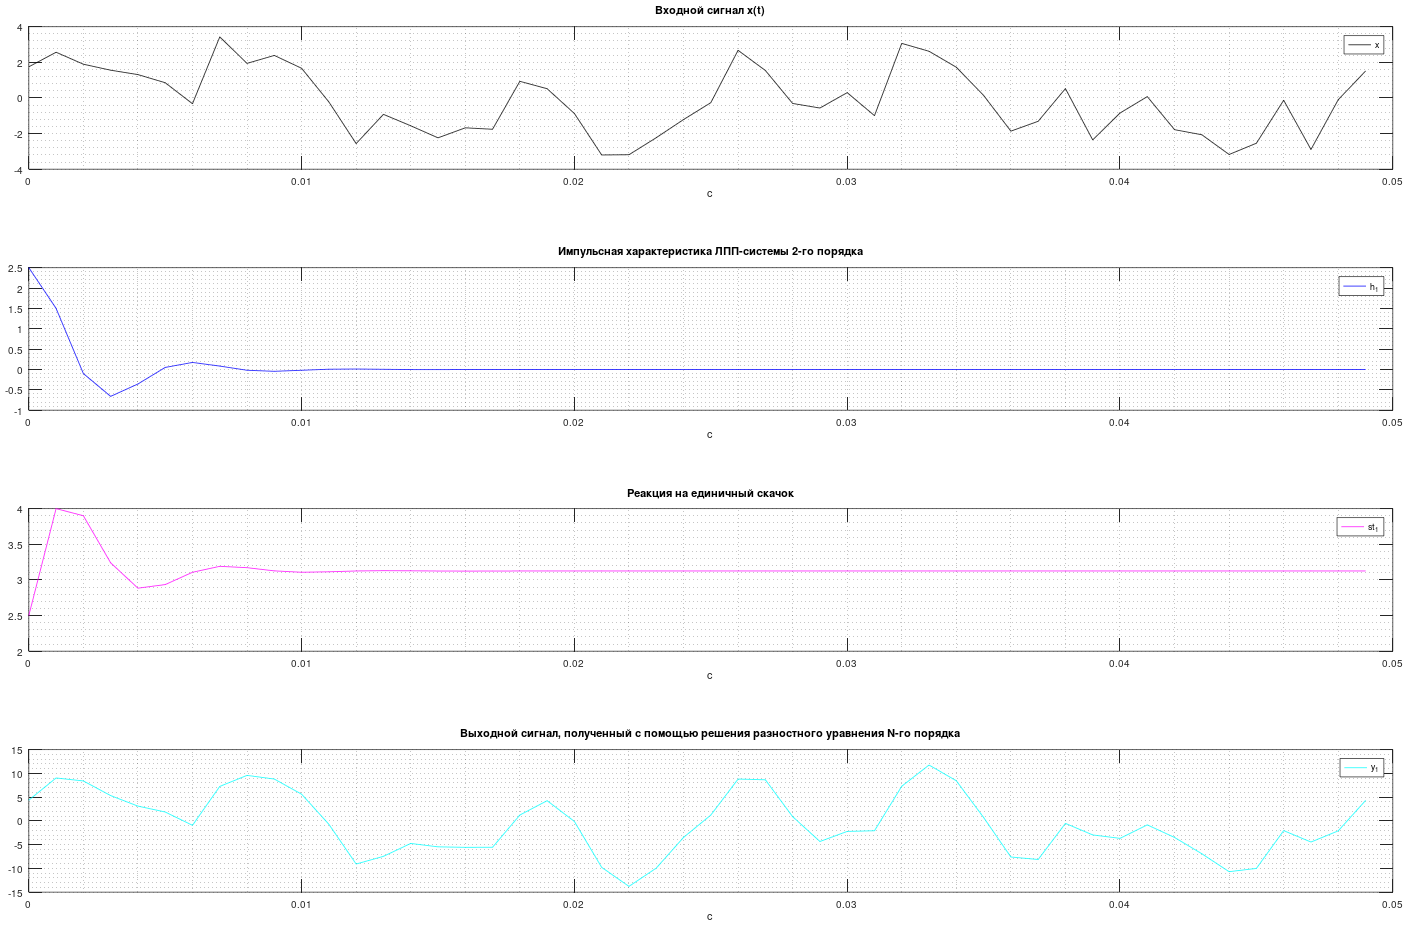 Входной сигнал x(t)
4
2
0
-2
-4
x
0 0.01 0.02 0.03 0.04 0.05
с
Импульсная характеристика ЛПП-системы 2-го порядка
2.5
2
1.5
1
0.5
0
-0.5
-1
h1
0 0.01 0.02 0.03 0.04 0.05
с
Реакция на единичный скачок
4
3.5
3
2.5
2
st1
0 0.01 0.02 0.03 0.04 0.05
с
Выходной сигнал, полученный с помощью решения разностного уравнения N-го порядка
15
10
5
0
-5
-10
-15
y1
0 0.01 0.02 0.03 0.04 0.05
с